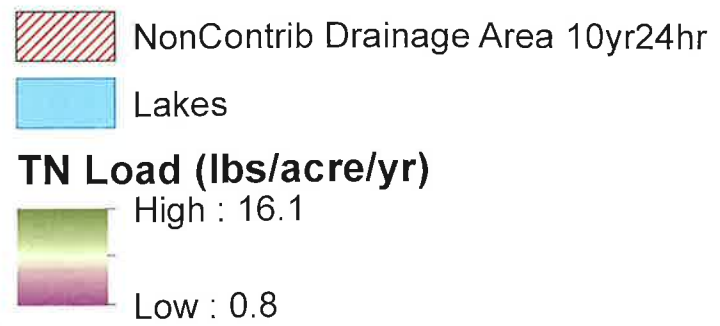 NonContrib Drainage Area 10yr24hr
Lakes
TN Load (lbs/acre/yr)
High : 16.1
Low : 0.8